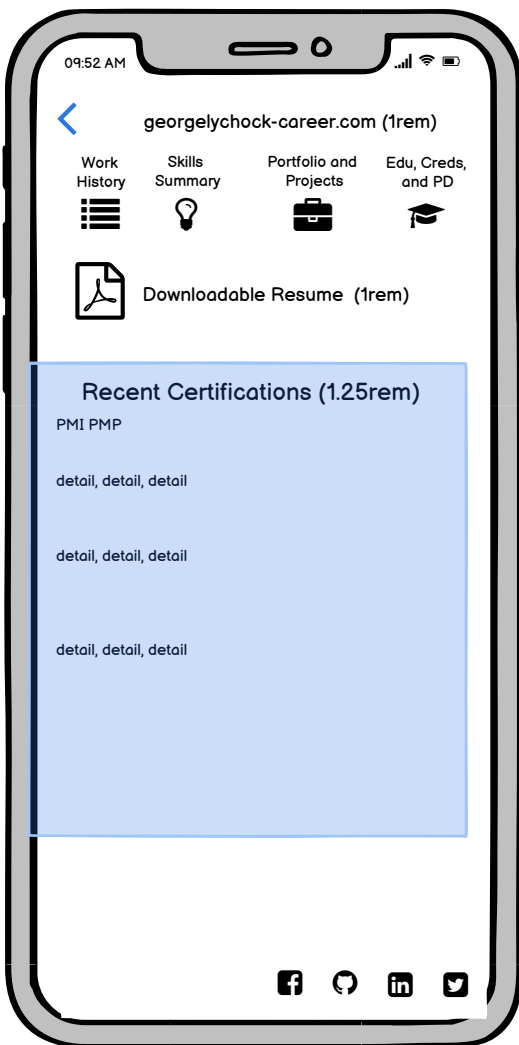 09:52 AM
georgelychock-career.com (1rem)
Work
History
Skills
Summary
Portfolio and
Projects
Edu, Creds,
and PD
Downloadable Resume (1rem)
Recent Certifications (1.25rem)
PMI PMP
detail, detail, detail
detail, detail, detail
detail, detail, detail
f
in